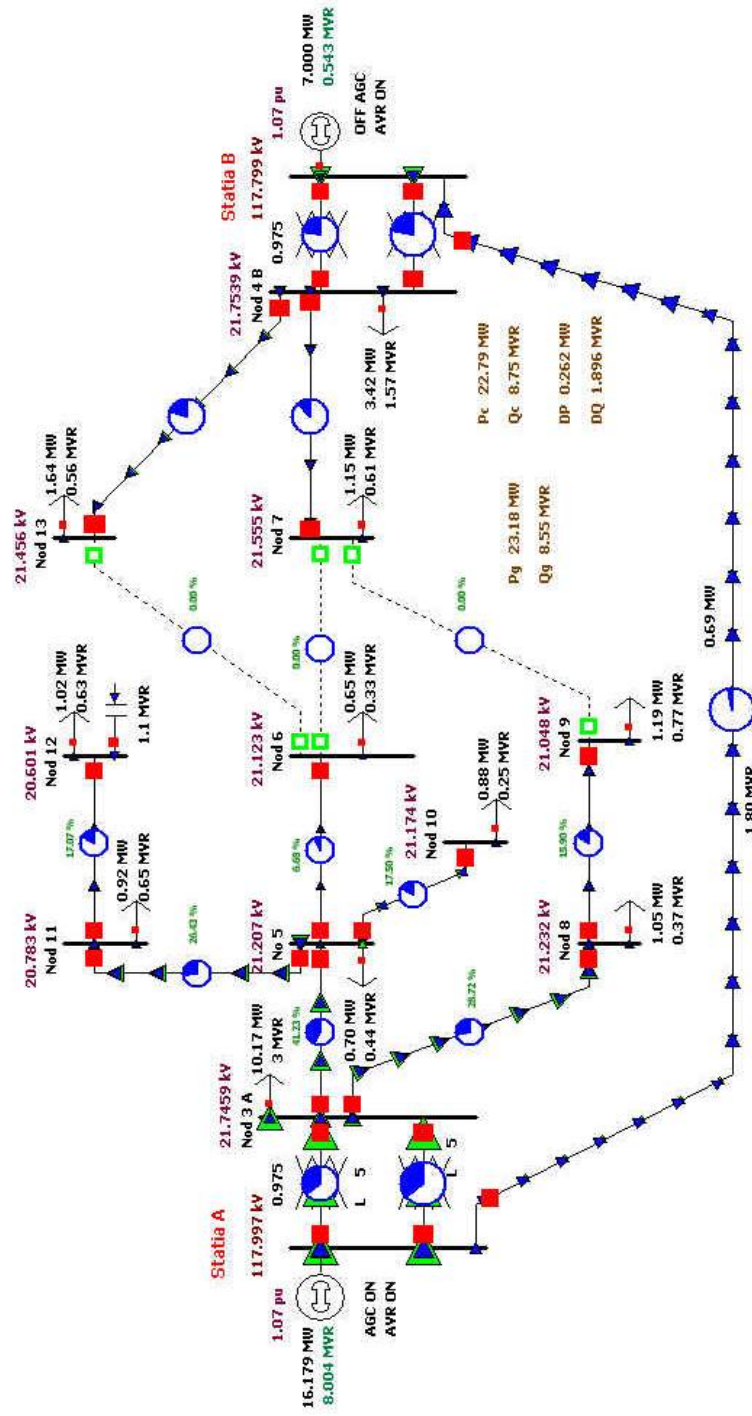 Statia A
117.997 kV
1.07 pu
16.179 MW
8.004 MVR
AGC ON
AVR ON
0.975
L 5
L 5
21.7459 kV
Nod 3 A
10.17 MW
3 MVR
41.23 %
20.783 kV
Nod 11
0.92 MW
0.65 MVR
26.43 %
17.07 %
20.601 kV
Nod 12
1.02 MW
0.63 MVR
1.1 MVR
21.207 kV
No 5
0.70 MW
0.44 MVR
6.68 %
21.123 kV
Nod 6
0.65 MW
0.33 MVR
17.50 %
21.174 kV
Nod 10
0.88 MW
0.25 MVR
28.72 %
21.232 kV
Nod 8
1.05 MW
0.37 MVR
15.90 %
21.048 kV
Nod 9
1.19 MW
0.77 MVR
0.00 %
0.00 %
0.00 %
21.456 kV
Nod 13
1.64 MW
0.56 MVR
21.555 kV
Nod 7
1.15 MW
0.61 MVR
21.7539 kV
Nod 4 B
3.42 MW
1.57 MVR
0.975
Statia B
117.799 kV
1.07 pu
7.000 MW
0.543 MVR
OFF AGC
AVR ON
Pg 23.18 MW
Qg 8.55 MVR
Pc 22.79 MW
Qc 8.75 MVR
DP 0.262 MW
DQ 1.896 MVR
0.69 MW
1.80 MVR